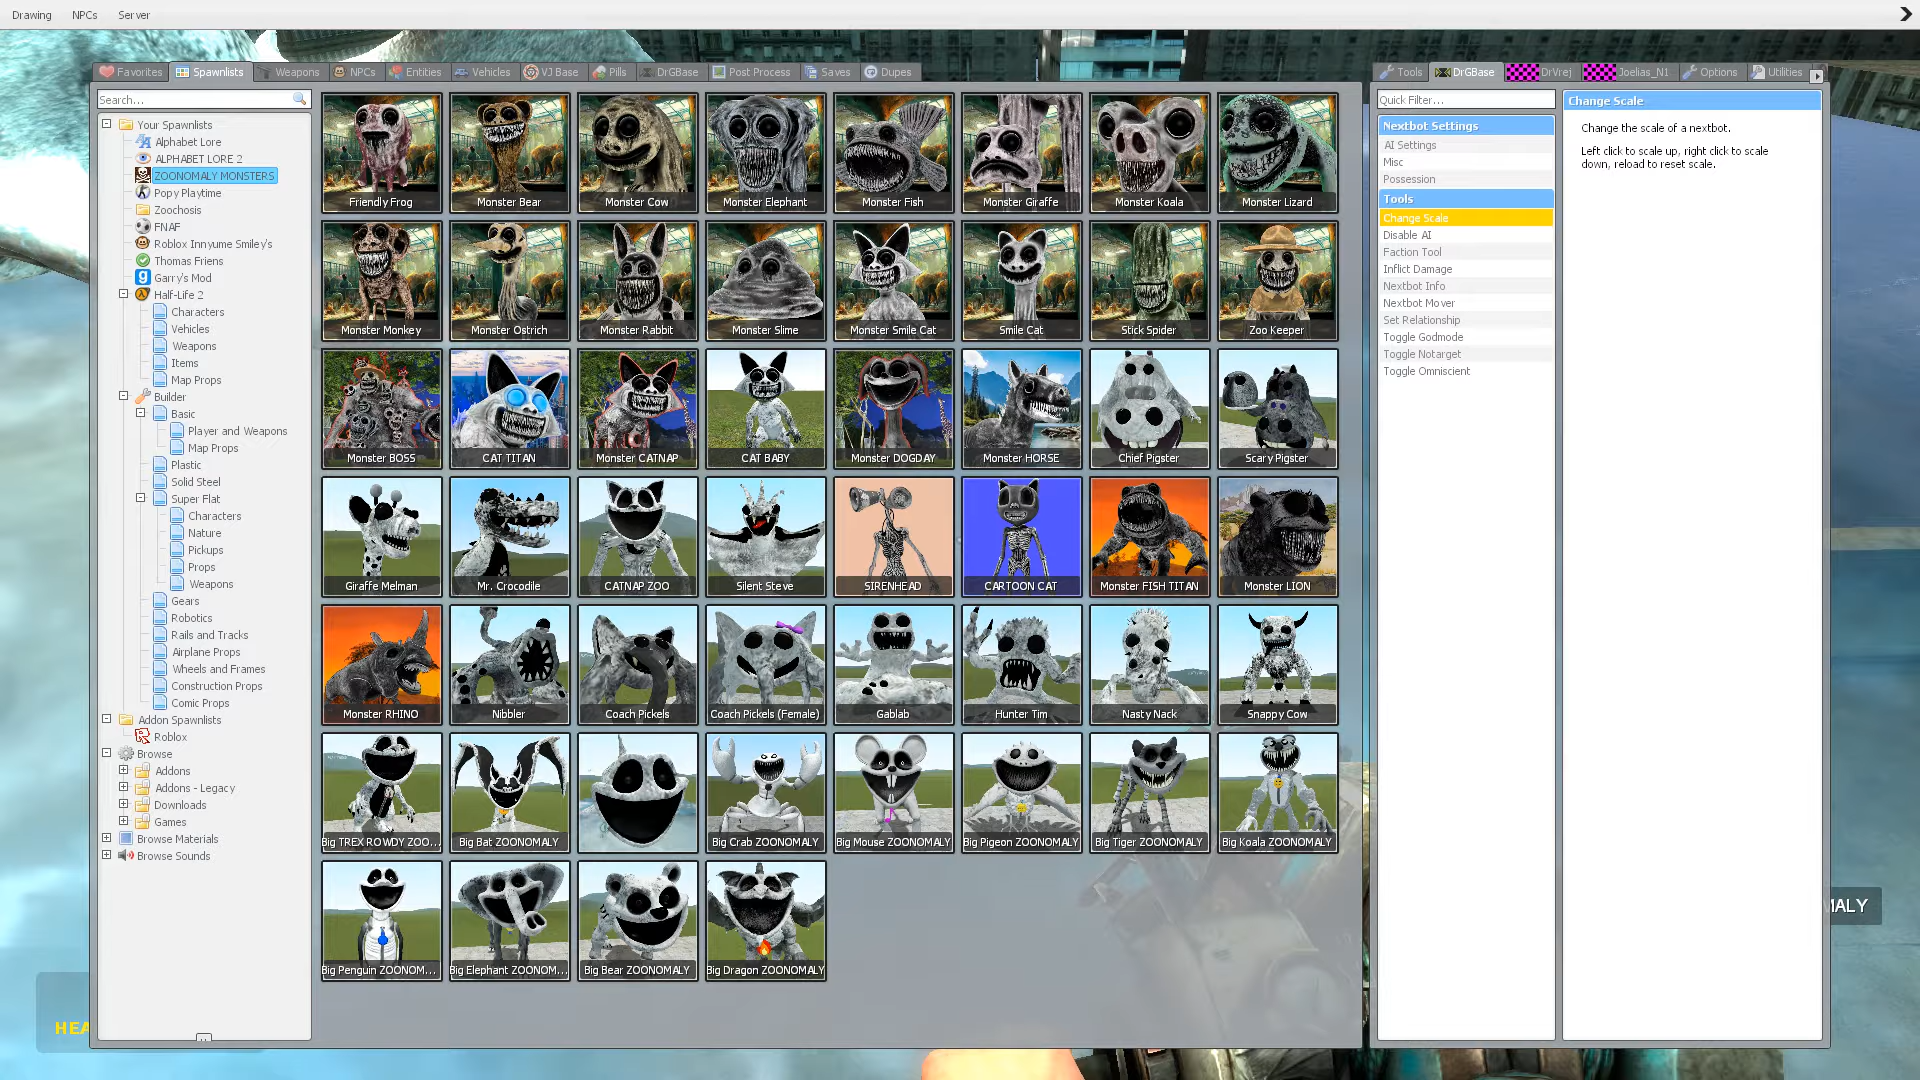 Drawing NPCs Server
Favorites Spawnlists Weapons NPCs Entities Vehicles VJ Base Pills DrGBase Post Process Saves Dupes
Search...
Your Spawnlists
Alphabet Lore
ALPHABET LORE 2
ZOONOMALY MONSTERS
Popy Playtime
Zoochosis
FNAF
Roblox Innyume Smiley's
Thomas Friens
Garry's Mod
Half-Life 2
Characters
Vehicles
Weapons
Items
Map Props
Builder
Basic
Player and Weapons
Map Props
Plastic
Solid Steel
Super Flat
Characters
Nature
Pickups
Props
Weapons
Gears
Robotics
Rails and Tracks
Airplane Props
Wheels and Frames
Construction Props
Comic Props
Addon Spawnlists
Roblox
Browse
Addons
Addons - Legacy
Downloads
Games
Browse Materials
Browse Sounds
Friendly Frog Monster Bear Monster Cow Monster Elephant Monster Fish Monster Giraffe Monster Koala Monster Lizard
Monster Monkey Monster Ostrich Monster Rabbit Monster Slime Monster Smile Cat Smile Cat Stick Spider Zoo Keeper
Monster BOSS CAT TITAN Monster CATNAP CAT BABY Monster DOGDAY Monster HORSE Chief Pigster Scary Pigster
Giraffe Melman Mr. Crocodile CATNAP ZOO Silent Steve SIRENHEAD CARTOON CAT Monster FISH TITAN Monster LION
Monster RHINO Nibbler Coach Pickels Coach Pickels (Female) Gablab Hunter Tim Nasty Nack Snappy Cow
Big TREX ROWDY ZOO... Big Bat ZOONOMALY Big Crab ZOONOMALY Big Mouse ZOONOMALY Big Pigeon ZOONOMALY Big Tiger ZOONOMALY Big Koala ZOONOMALY
Big Penguin ZOONOM... Big Elephant ZOONOM... Big Bear ZOONOMALY Big Dragon ZOONOMALY
Tools DrGBase DrVrej Joelias_N1 Options Utilities
Quick Filter...
Nextbot Settings
AI Settings
Misc
Possession
Tools
Change Scale
Disable AI
Faction Tool
Inflict Damage
Nextbot Info
Nextbot Mover
Set Relationship
Toggle Godmode
Toggle Notarget
Toggle Omniscient
Change Scale
Change the scale of a nextbot.
Left click to scale up, right click to scale
down, reload to reset scale.
MALY
HEA